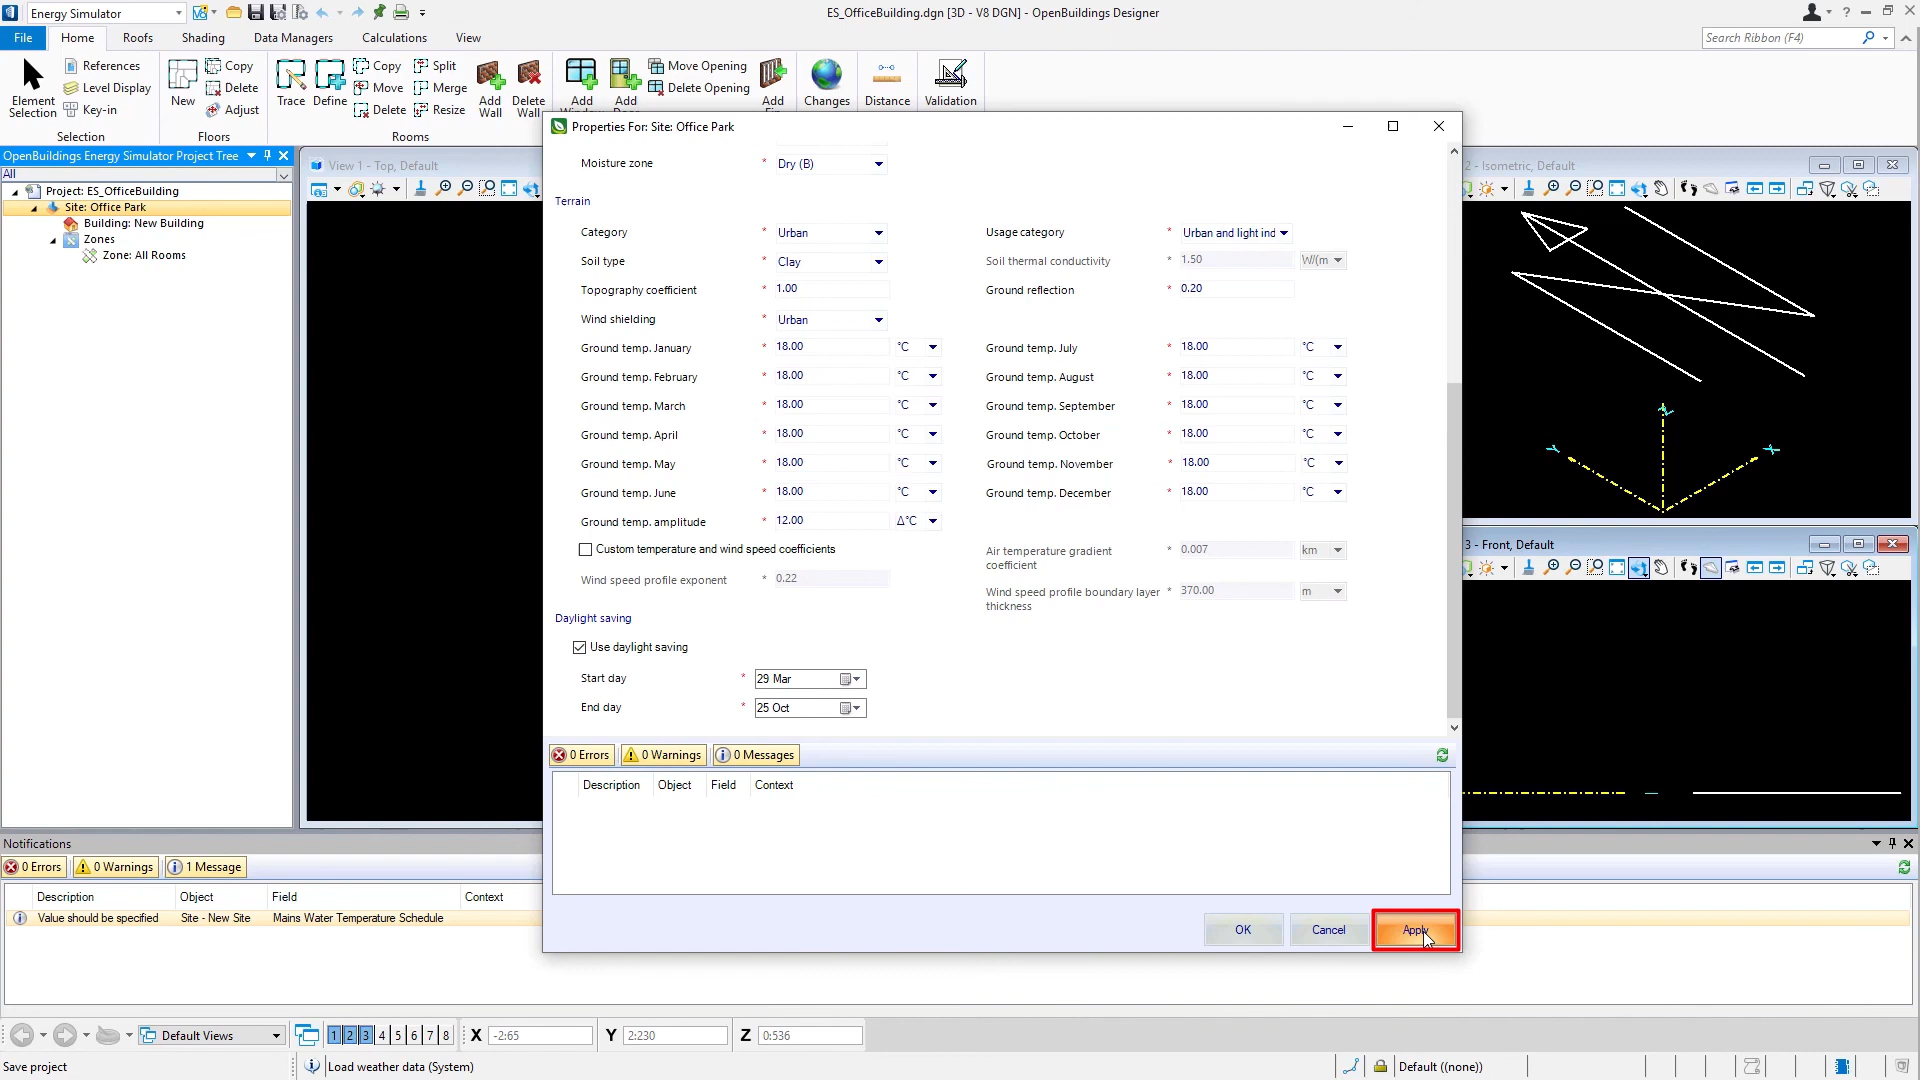 Energy Simulator
ES_OfficeBuilding.dgn [3D - V8 DGN] - OpenBuildings Designer
File Home Roofs Shading Data Managers Calculations View
Search Ribbon (F4)
Element Selection
References
Level Display
Key-in
Selection
New
Copy
Delete
Adjust
Floors
Trace
Define
Copy
Move
Delete
Split
Merge
Resize
Rooms
Add Wall
Delete Wall
Add
Add
Move Opening
Delete Opening
Add
Changes
Distance
Validation
OpenBuildings Energy Simulator Project Tree
All
Project: ES_OfficeBuilding
Site: Office Park
Building: New Building
Zones
Zone: All Rooms
View 1 - Top, Default
2 - Isometric, Default
3 - Front, Default
Properties For: Site: Office Park
Moisture zone * Dry (B)
Terrain
Category * Urban Usage category * Urban and light ind
Soil type * Clay Soil thermal conductivity * 1.50 W/(m
Topography coefficient * 1.00 Ground reflection * 0.20
Wind shielding * Urban
Ground temp. January * 18.00 °C Ground temp. July * 18.00 °C
Ground temp. February * 18.00 °C Ground temp. August * 18.00 °C
Ground temp. March * 18.00 °C Ground temp. September * 18.00 °C
Ground temp. April * 18.00 °C Ground temp. October * 18.00 °C
Ground temp. May * 18.00 °C Ground temp. November * 18.00 °C
Ground temp. June * 18.00 °C Ground temp. December * 18.00 °C
Ground temp. amplitude * 12.00 Δ°C
Custom temperature and wind speed coefficients
Air temperature gradient coefficient * 0.007 km
Wind speed profile exponent * 0.22
Wind speed profile boundary layer thickness * 370.00 m
Daylight saving
Use daylight saving
Start day * 29 Mar
End day * 25 Oct
0 Errors 0 Warnings 0 Messages
Description Object Field Context
OK Cancel Apply
Notifications
0 Errors 0 Warnings 1 Message
Description Object Field Context
Value should be specified Site - New Site Mains Water Temperature Schedule
Default Views 1 2 3 4 5 6 7 8 X -2:65 Y 2:230 Z 0:536
Save project Load weather data (System) Default ((none))